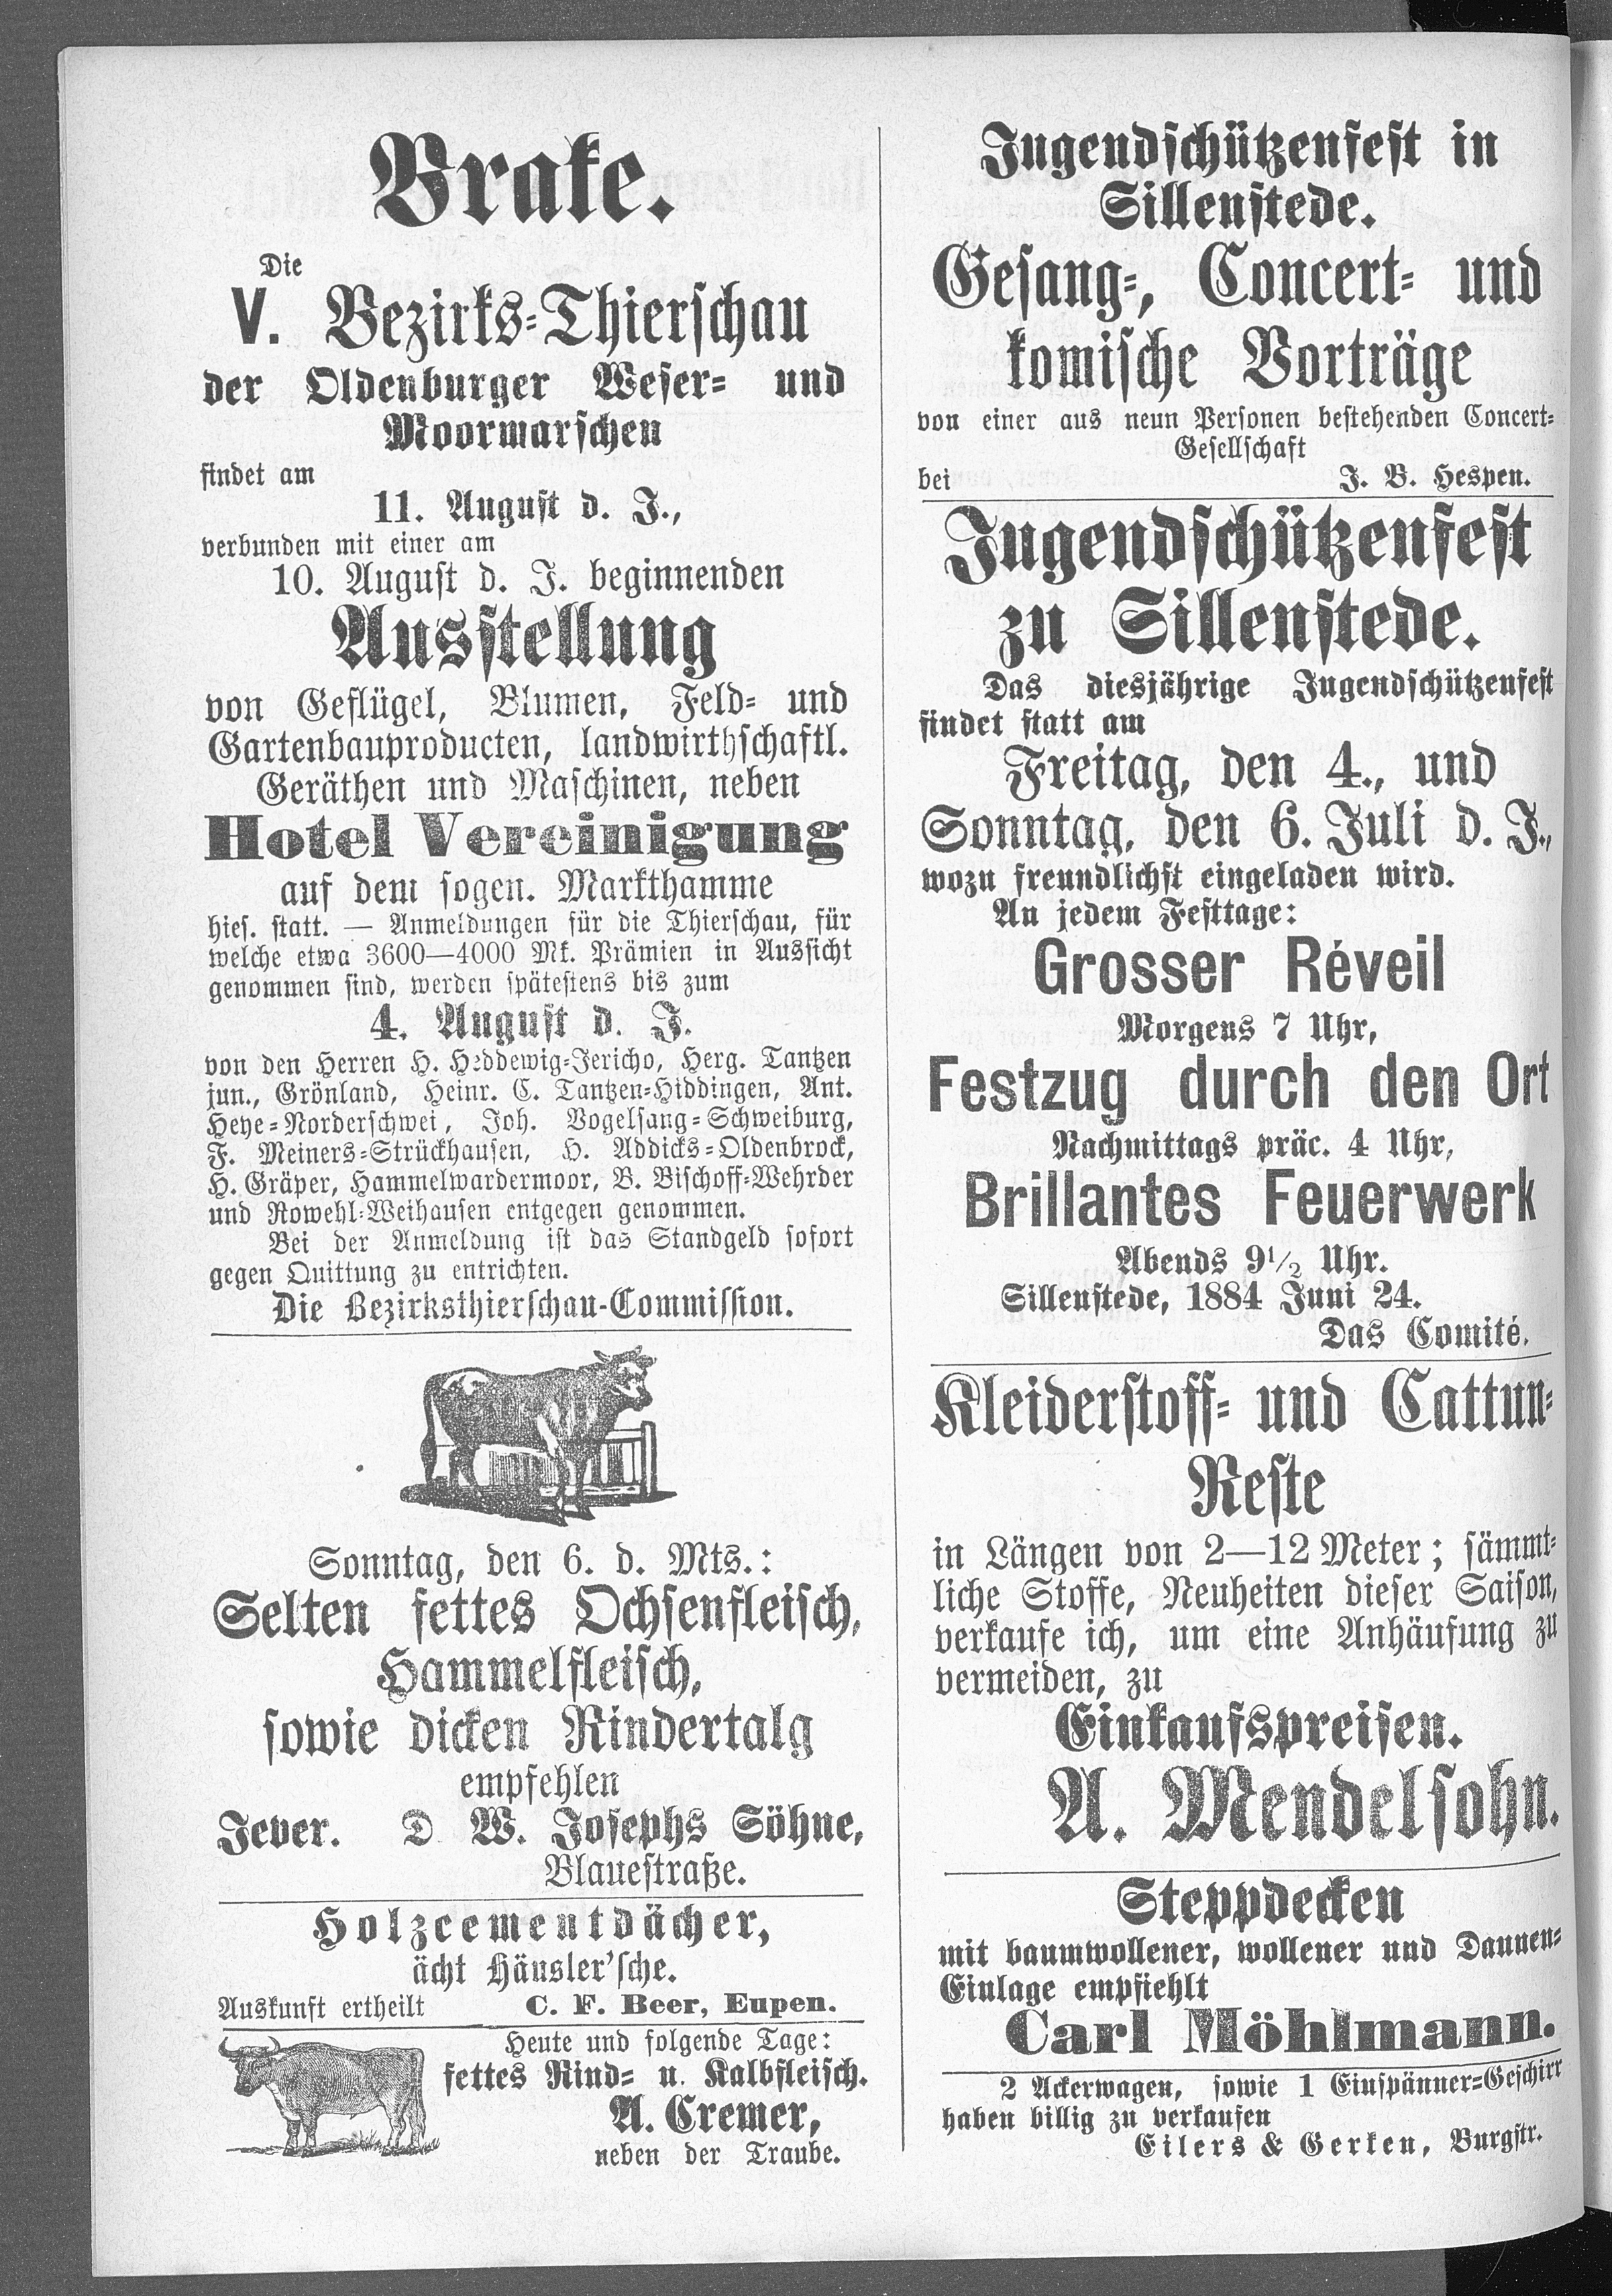 Brake.
Die
V. Bezirks-Thierschau
der Oldenburger Weser- und
Moormarschen
findet am
11. August d. J.,
verbunden mit einer am
10. August d. J. beginnenden
Ausstellung
von Geflügel, Blumen, Feld- und
Gartenbauproducten, landwirthschaftl.
Geräthen und Maschinen, neben
Hotel Vereinigung
auf dem sogen. Markthamme
hies. statt. — Anmeldungen für die Thierschau, für
welche etwa 3600—4000 Mk. Prämien in Aussicht
genommen sind, werden spätestens bis zum
4. August d. J.
von den Herren H. Heddewig-Jericho, Herg. Tantzen
jun., Grönland, Heinr. C. Tantzen-Hiddingen, Ant.
Heye-Norderschwei, Joh. Vogelsang-Schweiburg,
F. Meiners-Strückhausen, H. Addicks-Oldenbrock,
H. Gräper, Hammelwardermoor, B. Bischoff-Wehrder
und Rowehl-Weihausen entgegen genommen.
Bei der Anmeldung ist das Standgeld sofort
gegen Quittung zu entrichten.
Die Bezirksthierschau-Commission.
Sonntag, den 6. d. Mts.:
Selten fettes Ochsenfleisch,
Hammelfleisch,
sowie dicken Rindertalg
empfehlen
Jever. D W. Josephs Söhne,
Blauestraße.
Holzcementdächer,
ächt Häusler'sche.
Auskunft ertheilt C. F. Beer, Eupen.
Heute und folgende Tage:
fettes Rind- u. Kalbfleisch.
A. Cremer,
neben der Traube.
Jugendschützenfest in
Sillenstede.
Gesang-, Concert- und
komische Vorträge
von einer aus neun Personen bestehenden Concert-
Gesellschaft
bei J. B. Hespen.
Jugendschützenfest
zu Sillenstede.
Das diesjährige Jugendschützenfest
findet statt am
Freitag, den 4., und
Sonntag, den 6. Juli d. J.,
wozu freundlichst eingeladen wird.
An jedem Festtage:
Grosser Réveil
Morgens 7 Uhr,
Festzug durch den Ort
Nachmittags präc. 4 Uhr,
Brillantes Feuerwerk
Abends 9 1/2 Uhr.
Sillenstede, 1884 Juni 24.
Das Comité.
Kleiderstoff- und Cattun-
Reste
in Längen von 2—12 Meter; sämmt-
liche Stoffe, Neuheiten dieser Saison,
verkaufe ich, um eine Anhäufung zu
vermeiden, zu
Einkaufspreisen.
A. Mendelsohn.
Steppdecken
mit baumwollener, wollener und Daunen-
Einlage empfiehlt
Carl Möhlmann.
2 Ackerwagen, sowie 1 Einspänner-Geschirr
haben billig zu verkaufen
Eilers & Gerken, Burgstr.